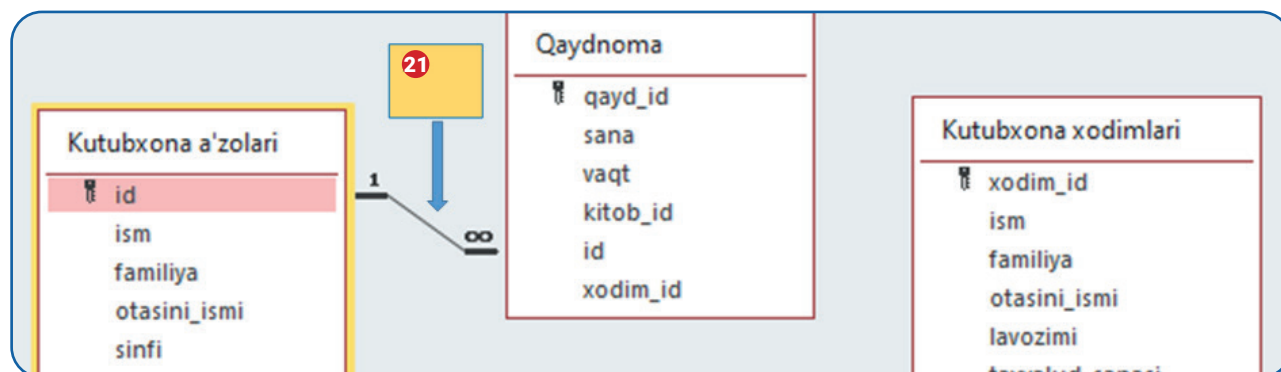 21
Qaydnoma
qayd_id
sana
vaqt
kitob_id
id
xodim_id
Kutubxona a'zolari
id
ism
familiya
otasini_ismi
sinfi
1
∞
Kutubxona xodimlari
xodim_id
ism
familiya
otasini_ismi
lavozimi